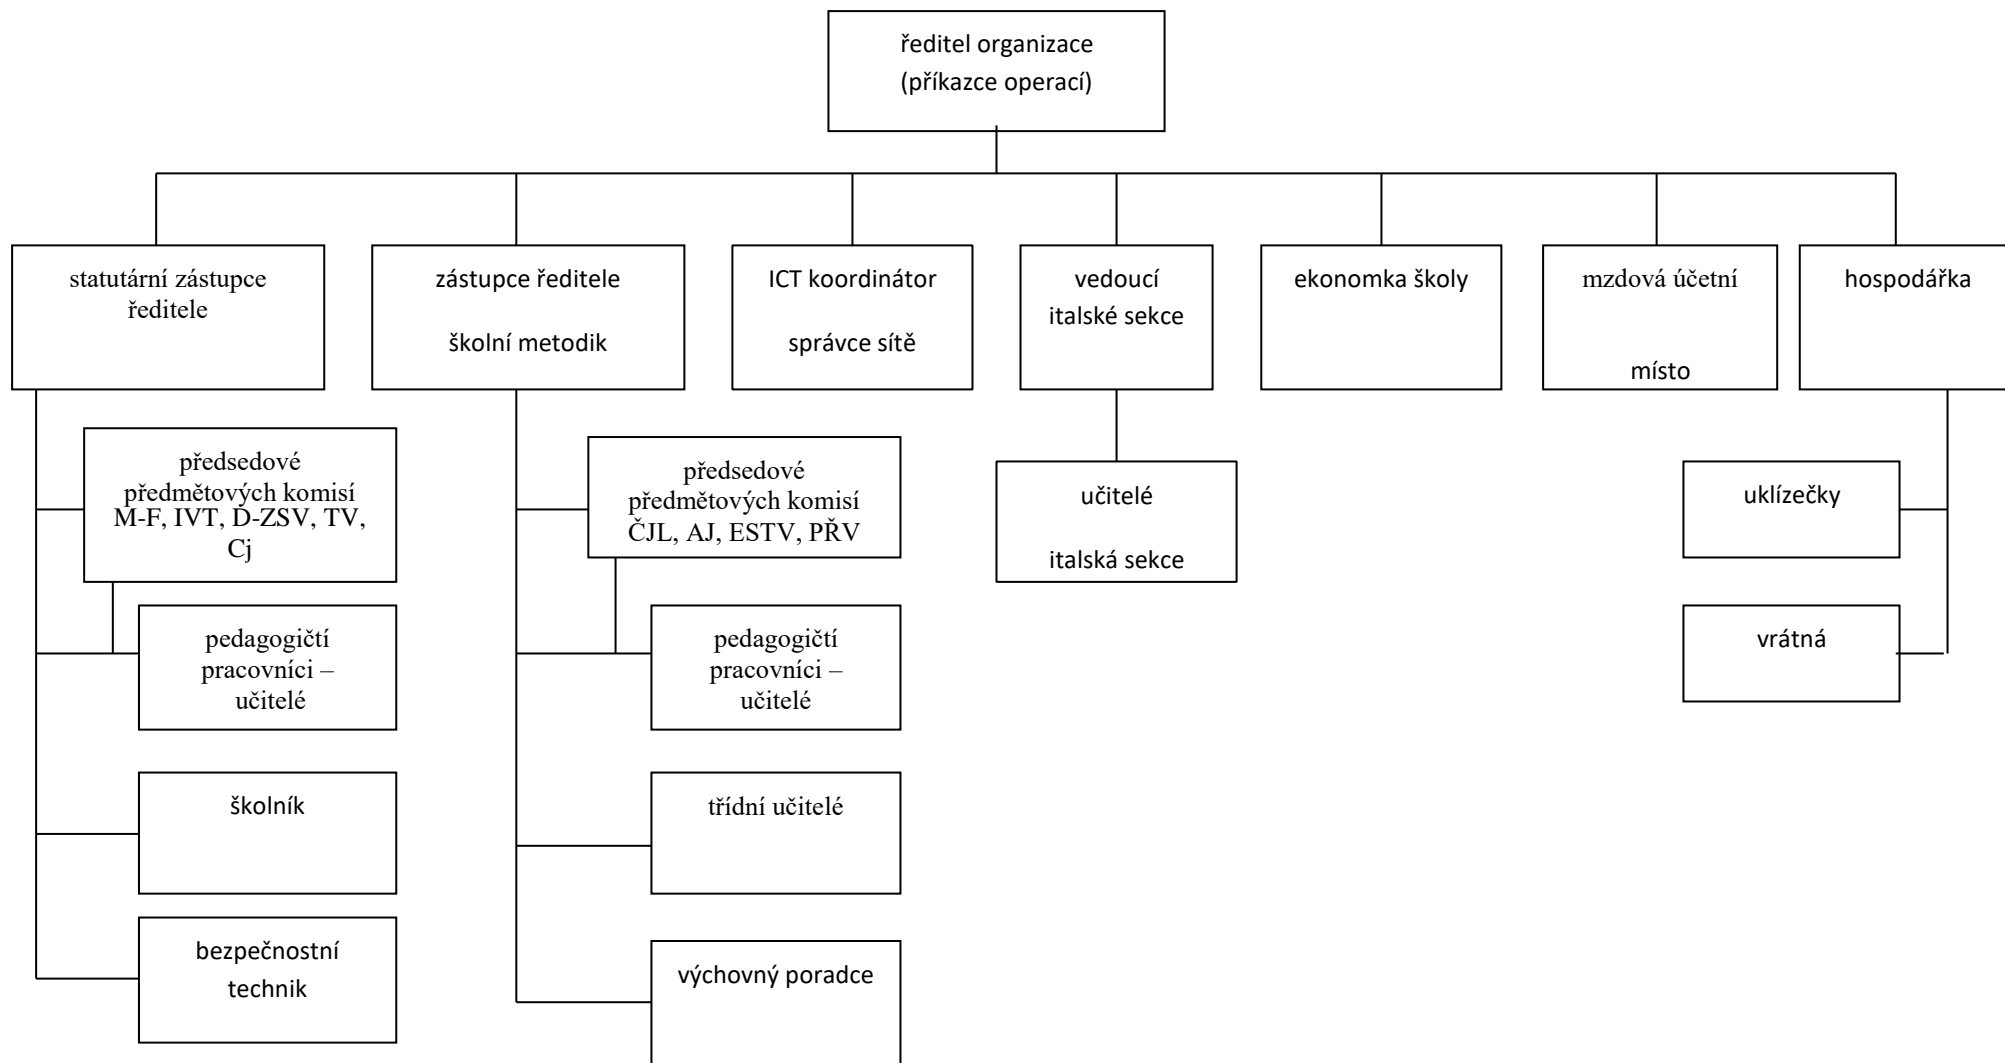 ředitel organizace
(příkazce operací)
statutární zástupce
ředitele
zástupce ředitele
školní metodik
ICT koordinátor
správce sítě
vedoucí
italské sekce
ekonomka školy
mzdová účetní
místo
hospodářka
předsedové
předmětových komisí
M-F, IVT, D-ZSV, TV,
Cj
předsedové
předmětových komisí
ČJL, AJ, ESTV, PŘV
učitelé
italská sekce
uklízečky
pedagogičtí
pracovníci –
učitelé
pedagogičtí
pracovníci –
učitelé
vrátná
školník
třídní učitelé
bezpečnostní
technik
výchovný poradce